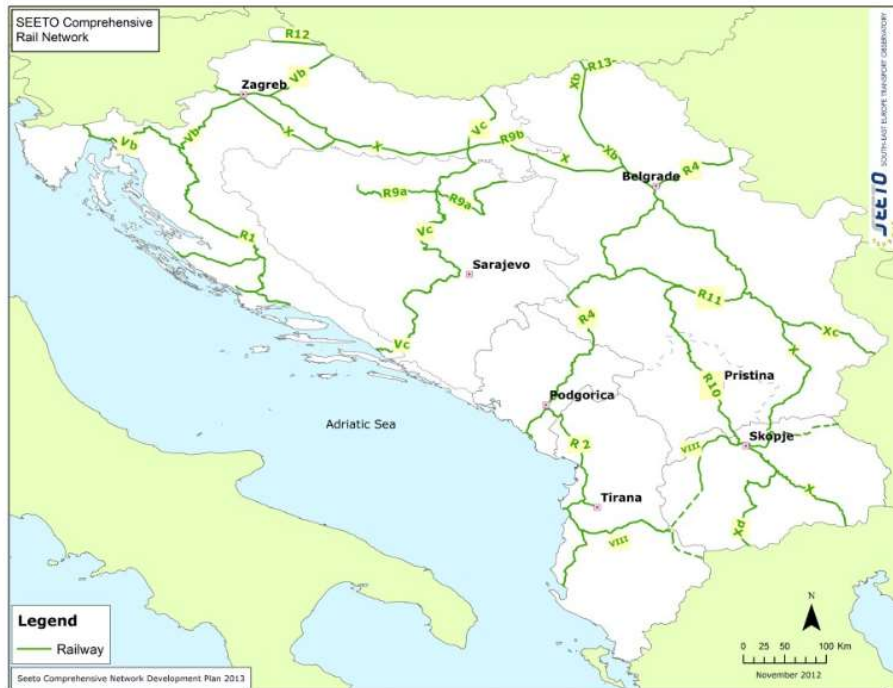 SEETO Comprehensive
Rail Network
R12
Vb
Zagreb
Vb
Vb
X
X
Vc
R9b
X
Xb
R13
Xb
R4
Belgrade
SEETO SOUTH-EAST EUROPE TRANSPORT OBSERVATORY
R9a
R9a
Vc
R1
Sarajevo
R4
R11
Xc
X
Vc
R10
Pristina
Podgorica
Adriatic Sea
R 2
VIII
Skopje
Tirana
X
Xd
VIII
Legend
Railway
N
0 25 50 100 Km
November 2012
Seeto Comprehensive Network Development Plan 2013